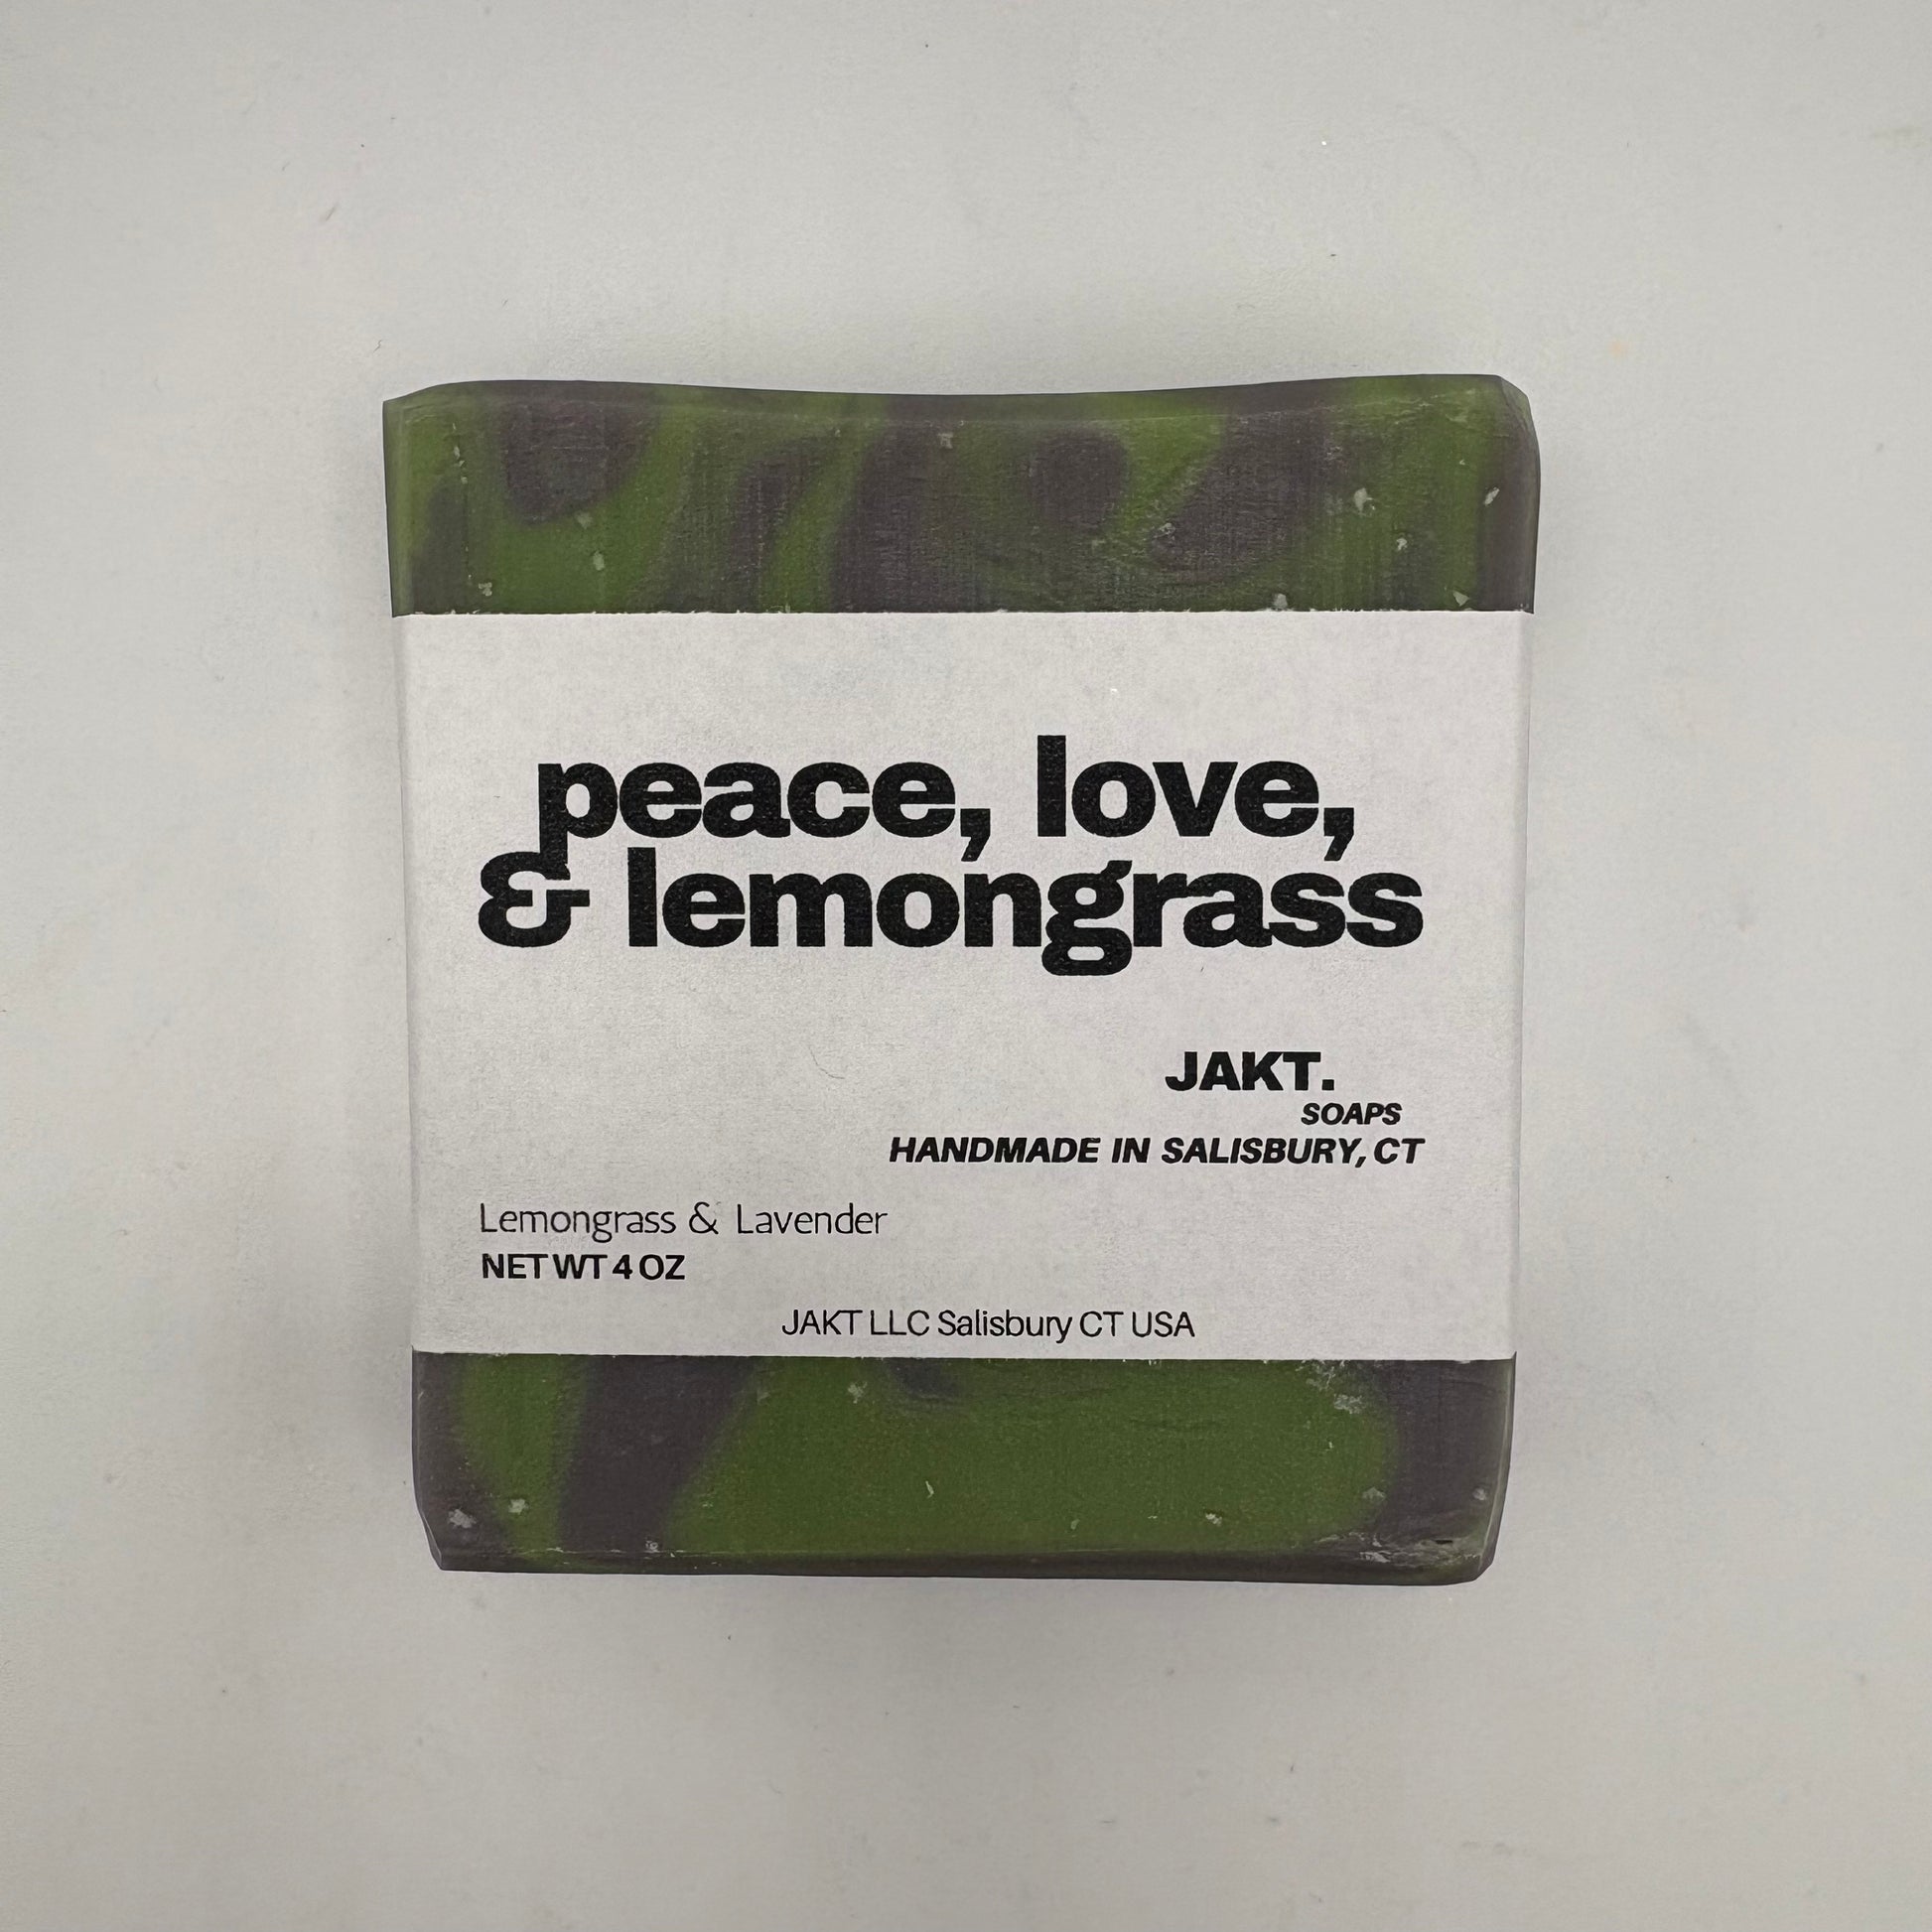 peace, love,
& lemongrass
JAKT.
SOAPS
HANDMADE IN SALISBURY, CT
Lemongrass & Lavender
NET WT 4 OZ
JAKT LLC Salisbury CT USA